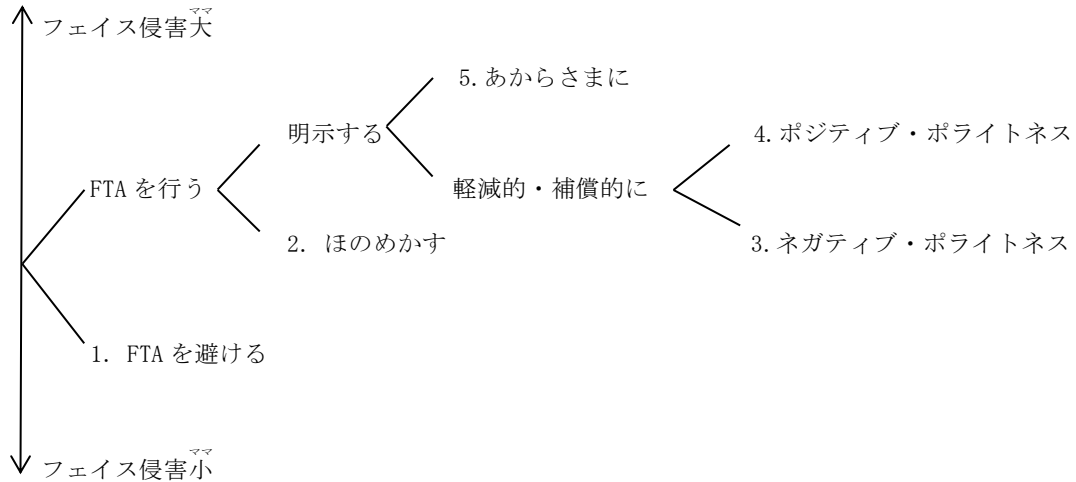 ママ
フェイス侵害大
5.あからさまに
明示する
4.ポジティブ・ポライトネス
FTAを行う
軽減的・補償的に
2. ほのめかす
3.ネガティブ・ポライトネス
1. FTAを避ける
ママ
フェイス侵害小